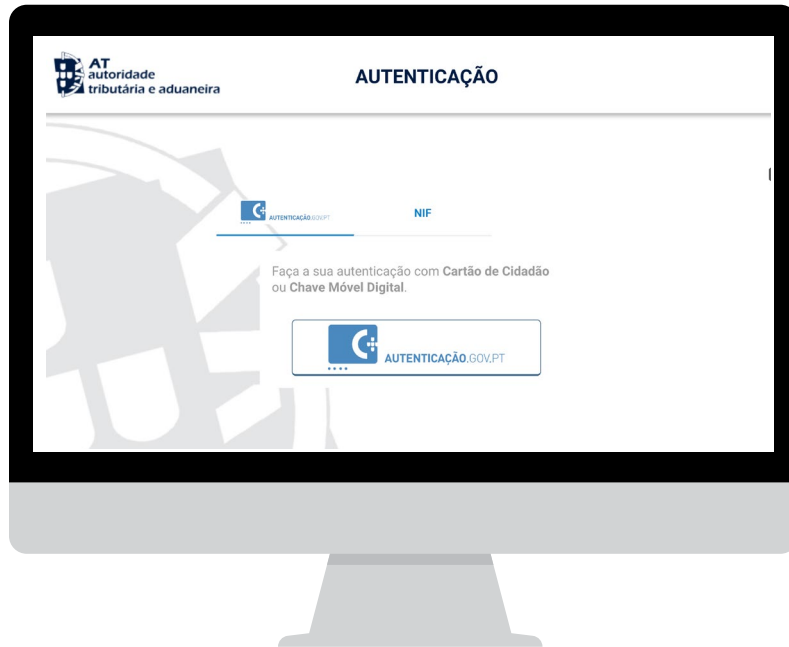 AT
autoridade
tributária e aduaneira
AUTENTICAÇÃO
AUTENTICAÇÃO.GOV.PT
NIF
Faça a sua autenticação com Cartão de Cidadão
ou Chave Móvel Digital.
AUTENTICAÇÃO.GOV.PT